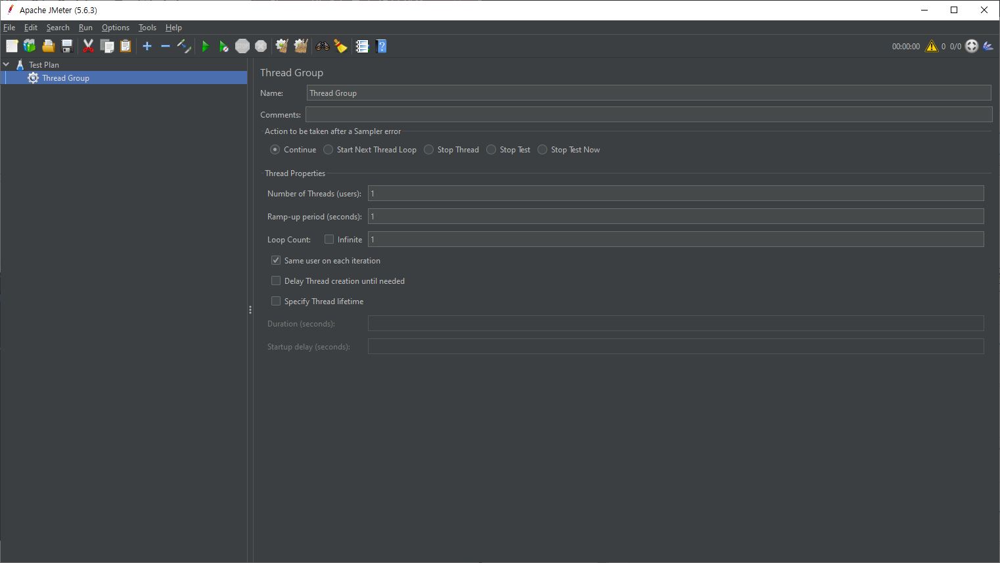 Apache JMeter (5.6.3)
File Edit Search Run Options Tools Help
00:00:00 0 0/0
Test Plan
Thread Group
Thread Group
Name: Thread Group
Comments:
Action to be taken after a Sampler error
Continue Start Next Thread Loop Stop Thread Stop Test Stop Test Now
Thread Properties
Number of Threads (users): 1
Ramp-up period (seconds): 1
Loop Count: Infinite 1
Same user on each iteration
Delay Thread creation until needed
Specify Thread lifetime
Duration (seconds):
Startup delay (seconds):